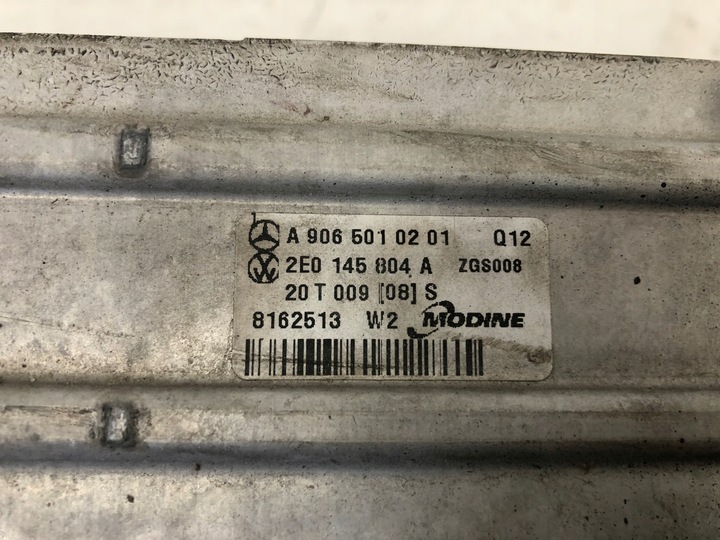 A 906 501 02 01 Q12
2E0 145 804 A ZGS008
20 T 009 [08] S
8162513 W2 MODINE